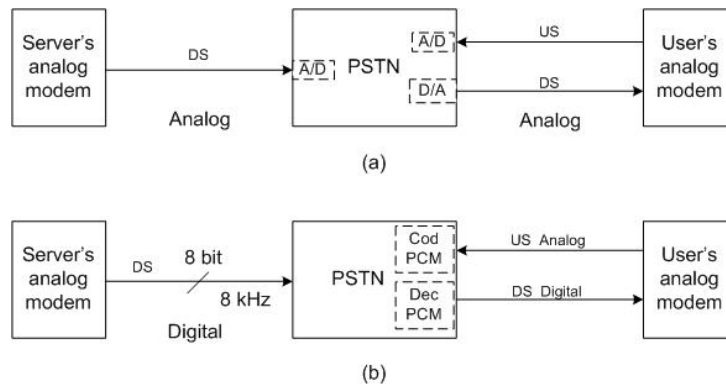 Server's
analog
modem
DS
Analog
A/D
PSTN
A/D
D/A
US
DS
Analog
User's
analog
modem
(a)
Server's
analog
modem
DS
8 bit
8 kHz
Digital
PSTN
Cod
PCM
Dec
PCM
US Analog
DS Digital
User's
analog
modem
(b)